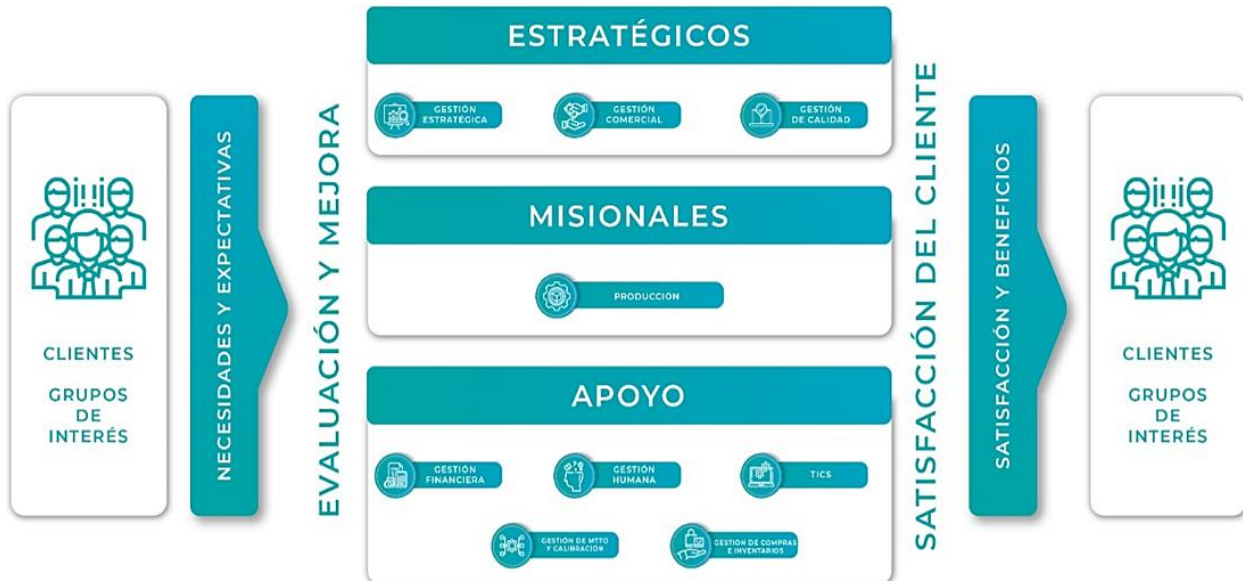 CLIENTES
GRUPOS
DE
INTERÉS
NECESIDADES Y EXPECTATIVAS
EVALUACIÓN Y MEJORA
ESTRATÉGICOS
GESTIÓN
ESTRATÉGICA
GESTIÓN
COMERCIAL
GESTIÓN
DE CALIDAD
MISIONALES
PRODUCCIÓN
APOYO
GESTIÓN
FINANCIERA
GESTIÓN
HUMANA
TICS
GESTIÓN DE MTTO
Y CALIBRACIÓN
GESTIÓN DE COMPRAS
E INVENTARIOS
SATISFACCIÓN DEL CLIENTE
SATISFACCIÓN Y BENEFICIOS
CLIENTES
GRUPOS
DE
INTERÉS